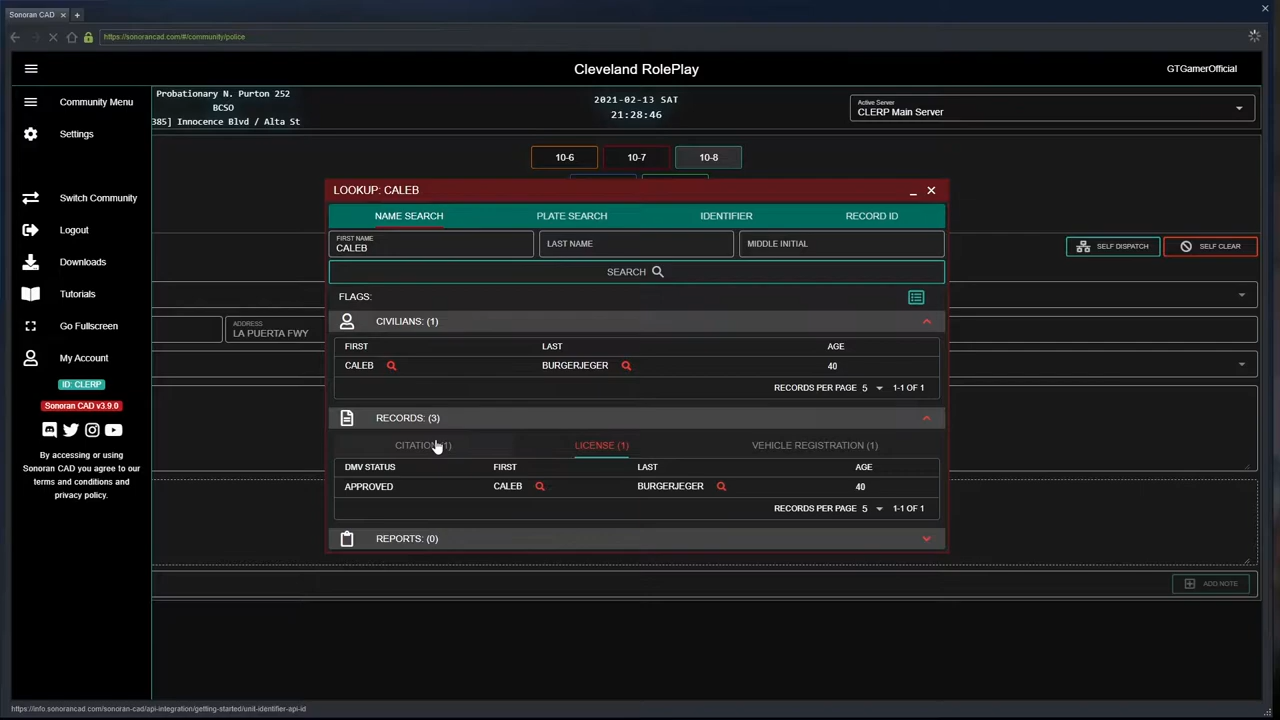 Sonoran CAD
https://sonorancad.com/#/community/police
Cleveland RolePlay
GTGamerOfficial
Community Menu
Settings
Switch Community
Logout
Downloads
Tutorials
Go Fullscreen
My Account
ID: CLERP
Sonoran CAD v3.9.0
By accessing or using
Sonoran CAD you agree to our
terms and conditions and
privacy policy.
Probationary N. Purton 252
BCSO
385] Innocence Blvd / Alta St
2021-02-13 SAT
21:28:46
Active Server
CLERP Main Server
10-6 10-7 10-8
SELF DISPATCH SELF CLEAR
ADDRESS
LA PUERTA FWY
LOOKUP: CALEB
NAME SEARCH PLATE SEARCH IDENTIFIER RECORD ID
FIRST NAME
CALEB
LAST NAME
MIDDLE INITIAL
SEARCH
FLAGS:
CIVILIANS: (1)
FIRST LAST AGE
CALEB BURGERJEGER 40
RECORDS PER PAGE 5 1-1 OF 1
RECORDS: (3)
CITATION (1) LICENSE (1) VEHICLE REGISTRATION (1)
DMV STATUS FIRST LAST AGE
APPROVED CALEB BURGERJEGER 40
RECORDS PER PAGE 5 1-1 OF 1
REPORTS: (0)
ADD NOTE
https://info.sonorancad.com/sonoran-cad/api-integration/getting-started/unit-identifier-api-id